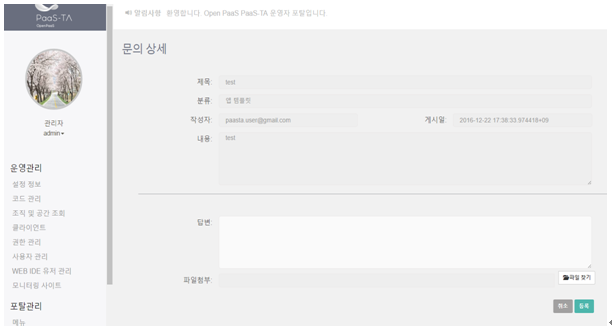 PaaS-TA
Open PaaS
알림사항 환영합니다. Open PaaS PaaS-TA 운영자 포탈입니다.
관리자
admin
운영관리
설정 정보
코드 관리
조직 및 공간 조회
클라이언트
권한 관리
사용자 관리
WEB IDE 유저 관리
모니터링 사이트
포탈관리
메뉴
문의 상세
제목: test
분류: 앱 템플릿
작성자: paasta.user@gmail.com 게시일: 2016-12-22 17:38:33.974418+09
내용: test
답변:
파일첨부: 파일 찾기
취소 등록